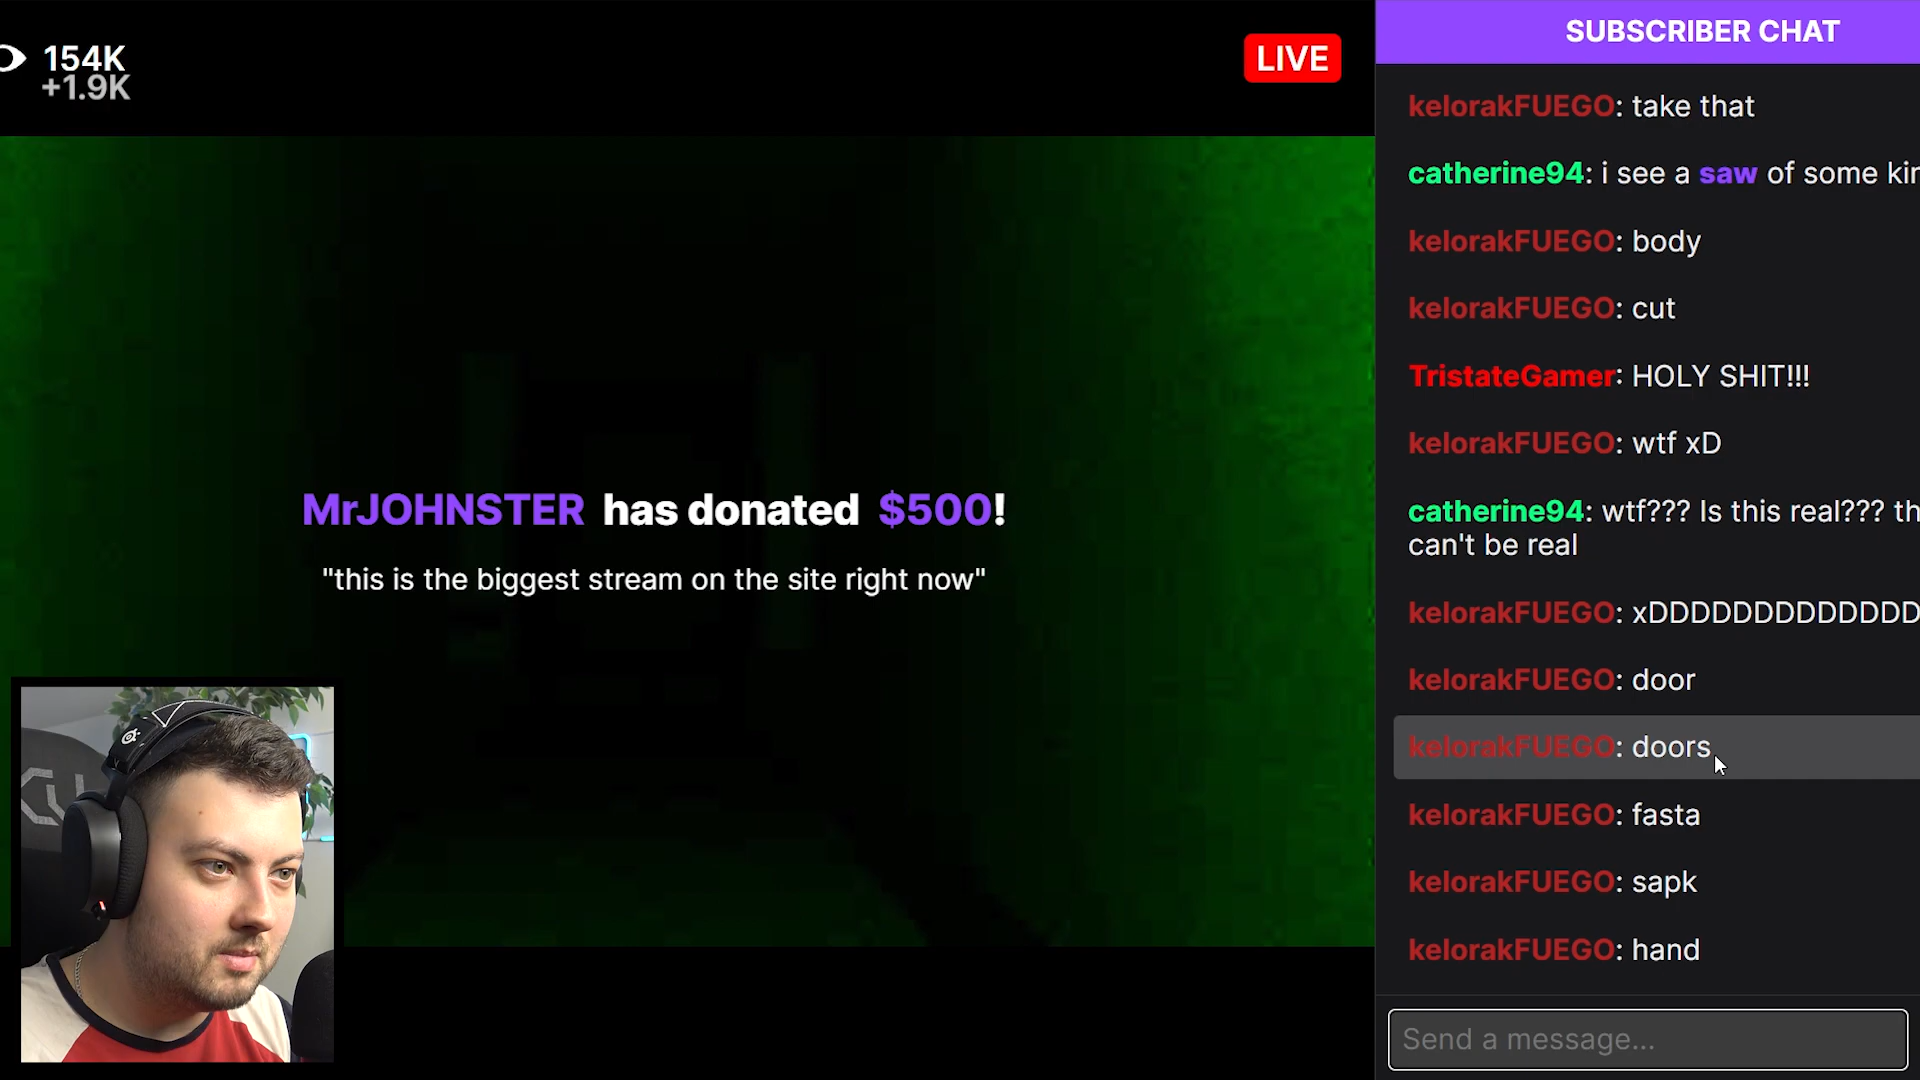 154K
+1.9K
LIVE
MrJOHNSTER has donated $500!
"this is the biggest stream on the site right now"
SUBSCRIBER CHAT
kelorakFUEGO: take that
catherine94: i see a saw of some kin
kelorakFUEGO: body
kelorakFUEGO: cut
TristateGamer: HOLY SHIT!!!
kelorakFUEGO: wtf xD
catherine94: wtf??? Is this real??? th
can't be real
kelorakFUEGO: xDDDDDDDDDDDDD
kelorakFUEGO: door
kelorakFUEGO: doors
kelorakFUEGO: fasta
kelorakFUEGO: sapk
kelorakFUEGO: hand
Send a message...